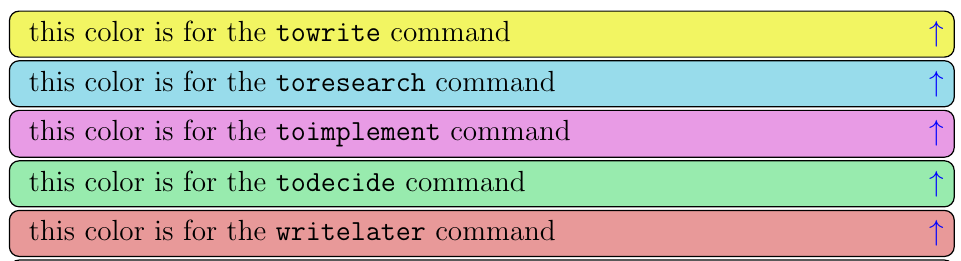 this color is for the towrite command ↑
this color is for the toresearch command ↑
this color is for the toimplement command ↑
this color is for the todecide command ↑
this color is for the writelater command ↑